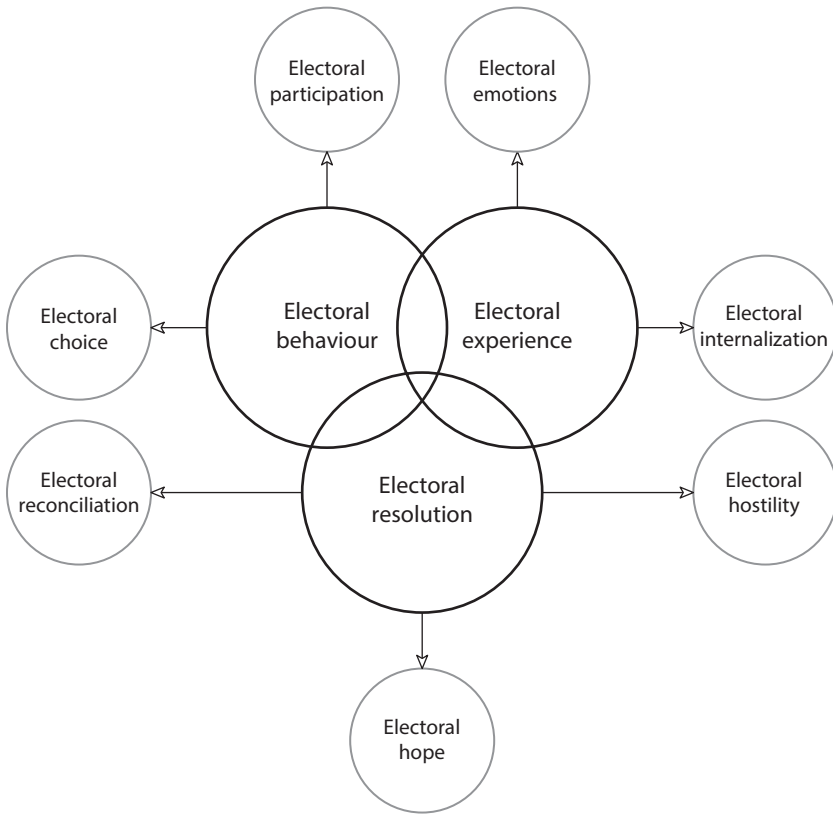 Electoral
participation
Electoral
emotions
Electoral
choice
Electoral
behaviour
Electoral
experience
Electoral
internalization
Electoral
reconciliation
Electoral
resolution
Electoral
hostility
Electoral
hope